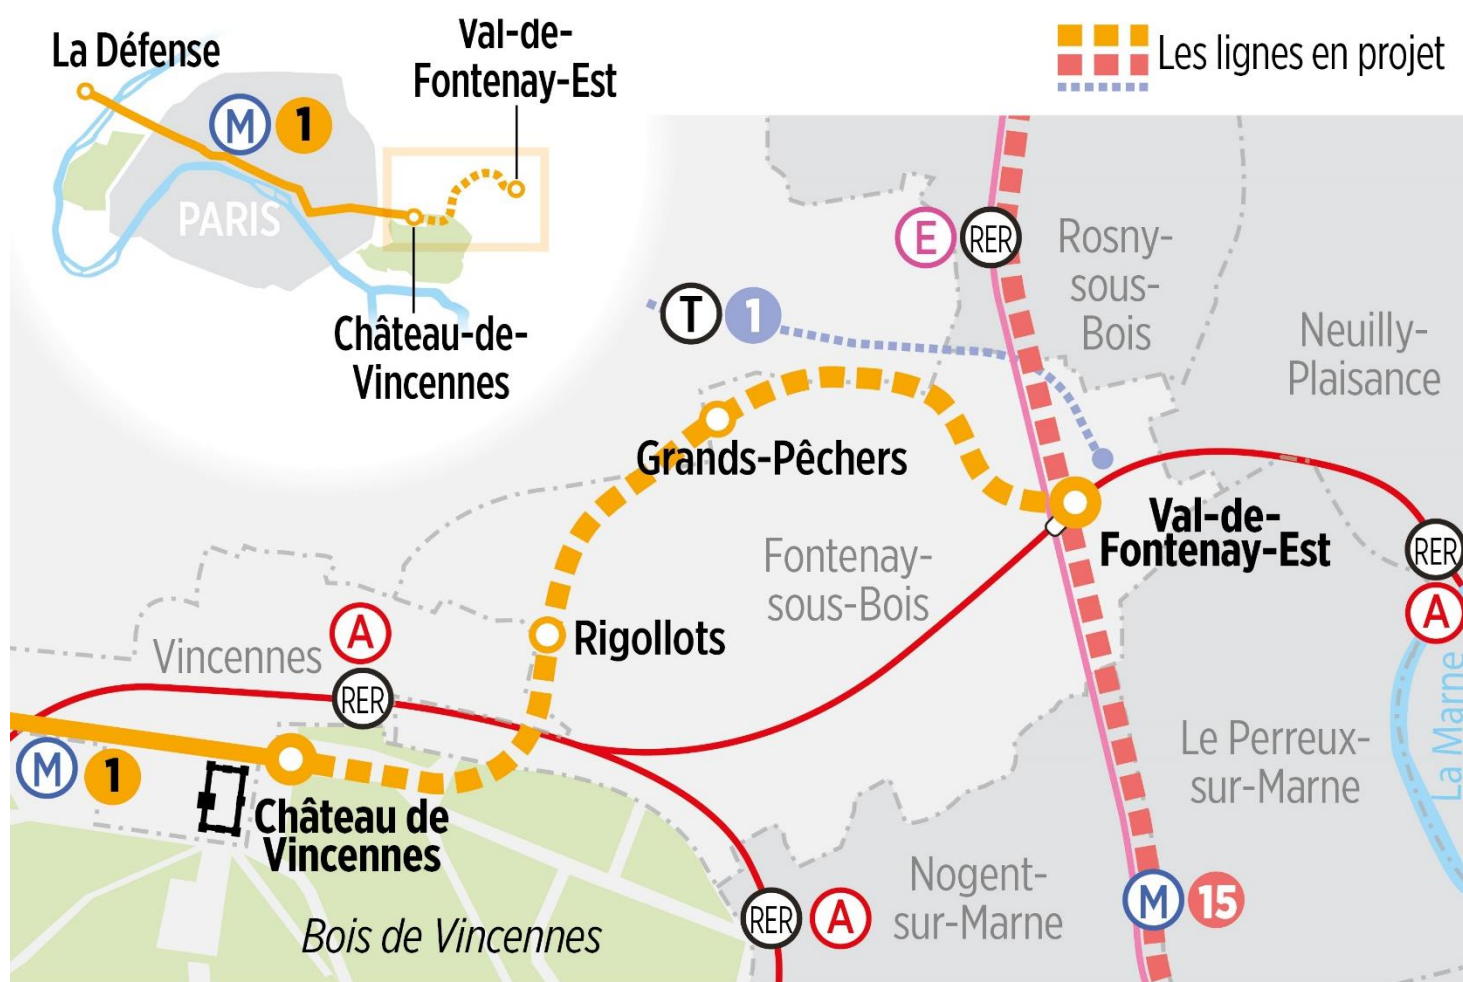 La Défense
Val-de-
Fontenay-Est
M 1
PARIS
Château-de-
Vincennes
Les lignes en projet
E RER
Rosny-
sous-
Bois
T 1
Neuilly-
Plaisance
Grands-Pêchers
Val-de-
Fontenay-Est
Fontenay-
sous-Bois
RER
A
Rigollots
A
Vincennes
RER
M 1
Château de
Vincennes
Le Perreux-
sur-Marne
La Marne
Nogent-
sur-Marne
M 15
RER A
Bois de Vincennes